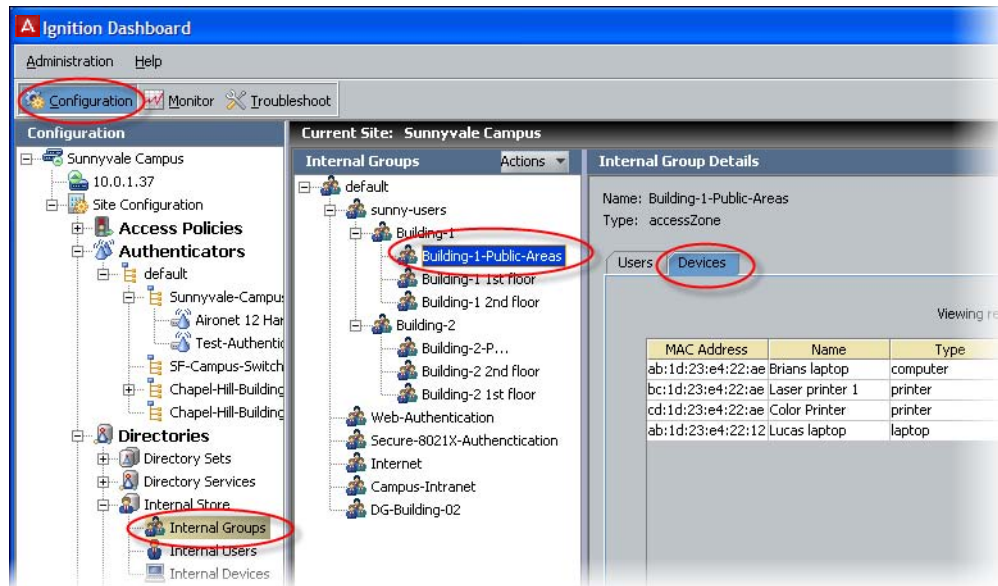 Ignition Dashboard
Administration Help
Configuration Monitor Troubleshoot
Configuration
Sunnyvale Campus
10.0.1.37
Site Configuration
Access Policies
Authenticators
default
Sunnyvale-Campu
Aironet 12 Har
Test-Authentic
SF-Campus-Switch
Chapel-Hill-Building
Chapel-Hill-Building
Directories
Directory Sets
Directory Services
Internal Store
Internal Groups
Internal Users
Internal Devices
Current Site: Sunnyvale Campus
Internal Groups Actions
default
sunny-users
Building-1
Building-1-Public-Areas
Building-1 1st floor
Building-1 2nd floor
Building-2
Building-2-P...
Building-2 2nd floor
Building-2 1st floor
Web-Authentication
Secure-8021X-Authenctication
Internet
Campus-Intranet
DG-Building-02
Internal Group Details
Name: Building-1-Public-Areas
Type: accessZone
Users Devices
Viewing re
MAC Address Name Type
ab:1d:23:e4:22:ae Brians laptop computer
bc:1d:23:e4:22:ae Laser printer 1 printer
cd:1d:23:e4:22:ae Color Printer printer
ab:1d:23:e4:22:12 Lucas laptop laptop